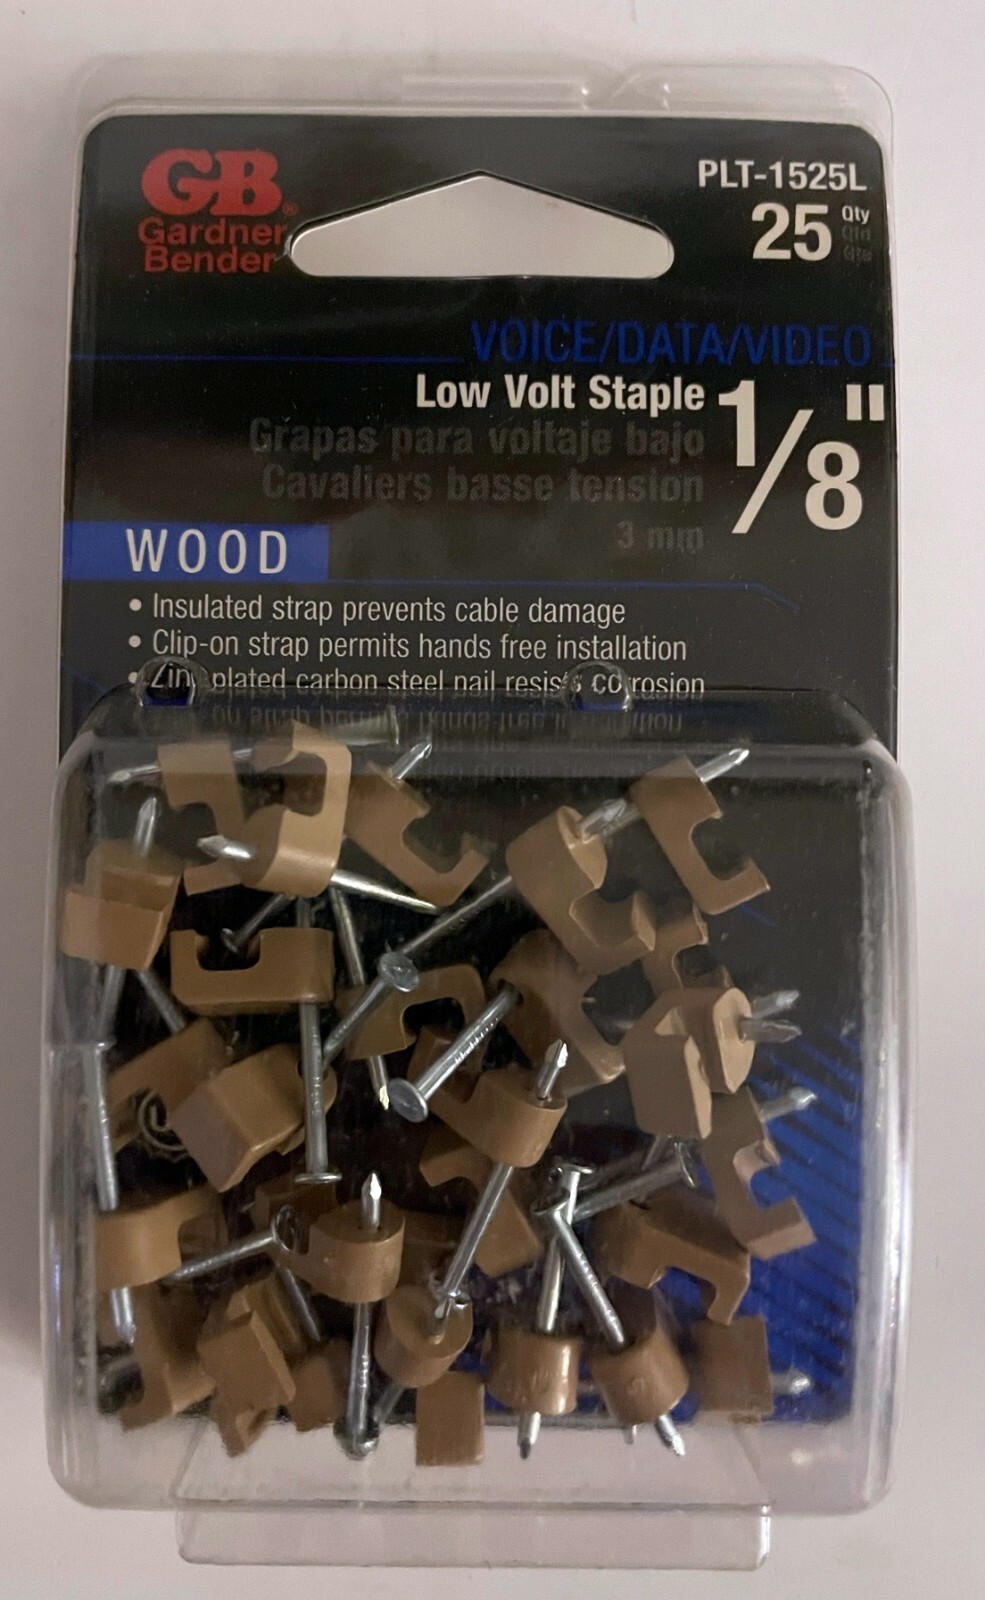 GB®
Gardner
Bender
PLT-1525L
25 Qty
VOICE/DATA/VIDEO
Low Volt Staple
1/8"
Grapas para voltaje bajo
Cavaliers basse tension
3 mm
WOOD
• Insulated strap prevents cable damage
• Clip-on strap permits hands free installation
• Zinc plated carbon steel nail resists corrosion